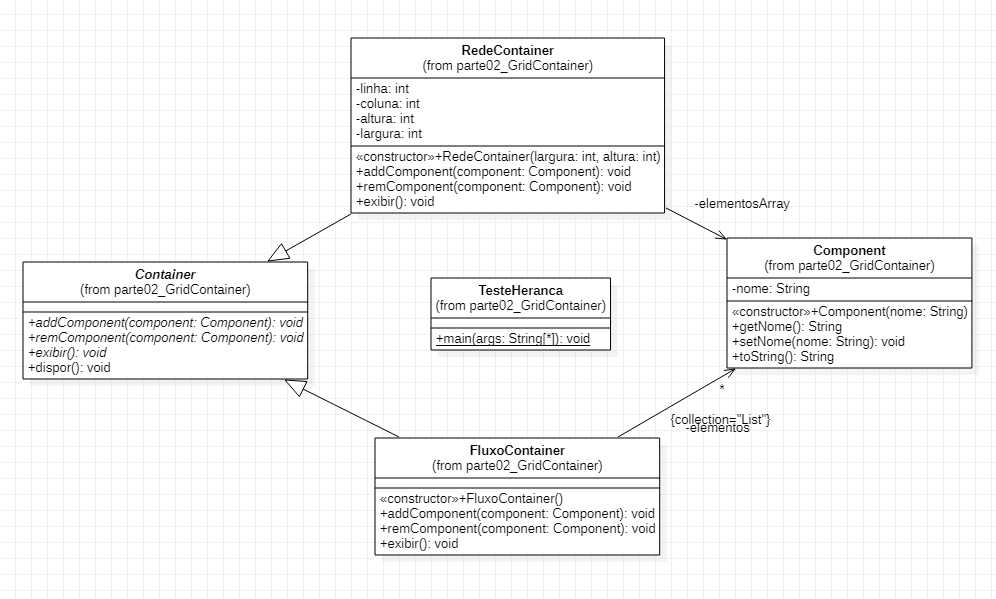 RedeContainer
(from parte02_GridContainer)
-linha: int
-coluna: int
-altura: int
-largura: int
«constructor»+RedeContainer(largura: int, altura: int)
+addComponent(component: Component): void
+remComponent(component: Component): void
+exibir(): void
-elementosArray
Component
(from parte02_GridContainer)
-nome: String
«constructor»+Component(nome: String)
+getNome(): String
+setNome(nome: String): void
+toString(): String
Container
(from parte02_GridContainer)
+addComponent(component: Component): void
+remComponent(component: Component): void
+exibir(): void
+dispor(): void
TesteHeranca
(from parte02_GridContainer)
+main(args: String[*]): void
*
{collection="List"}
-elementos
FluxoContainer
(from parte02_GridContainer)
«constructor»+FluxoContainer()
+addComponent(component: Component): void
+remComponent(component: Component): void
+exibir(): void